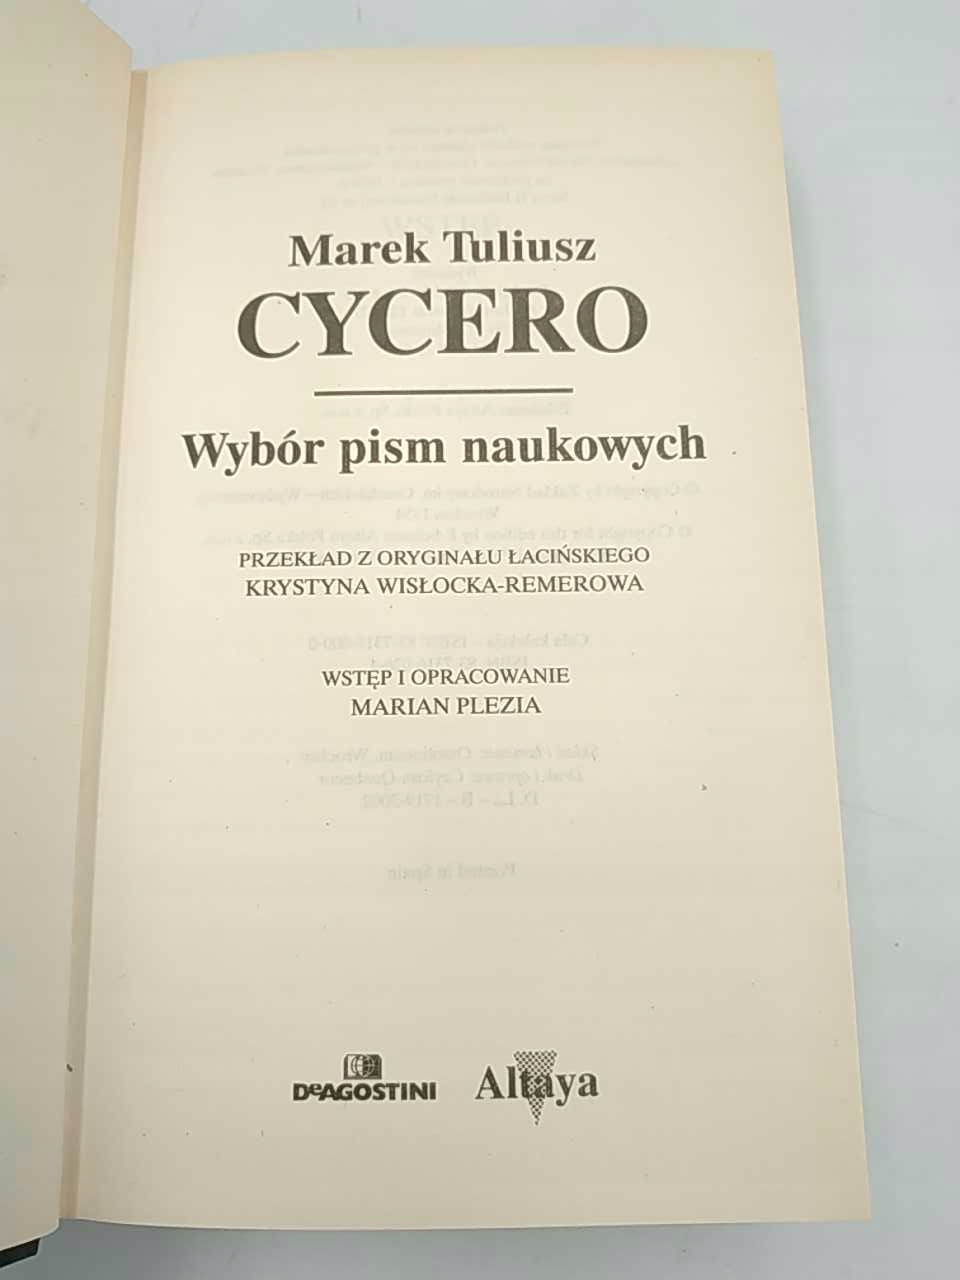 Marek Tuliusz
CYCERO
Wybór pism naukowych
PRZEKŁAD Z ORYGINAŁU ŁACIŃSKIEGO
KRYSTYNA WISŁOCKA-REMEROWA
WSTĘP I OPRACOWANIE
MARIAN PLEZIA
DeAGOSTINI
Altaya